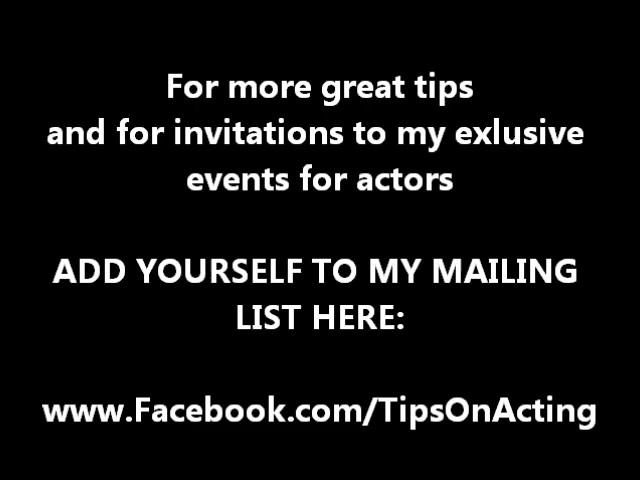 For more great tips
and for invitations to my exlusive
events for actors
ADD YOURSELF TO MY MAILING
LIST HERE:
www.Facebook.com/TipsOnActing